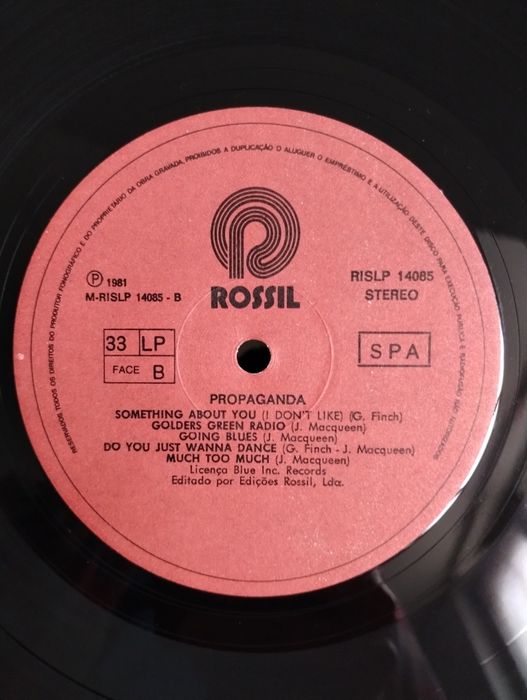 RESERVADOS TODOS OS DIREITOS DO PRODUTOR FONOGRÁFICO E DO PROPRIETÁRIO DA OBRA GRAVADA, PROIBIDOS A DUPLICAÇÃO O ALUGUER O EMPRÉSTIMO E A UTILIZAÇÃO DESTE DISCO PARA EXECUÇÃO PÚBLICA E RADIODIFUSÃO NÃO AUTORIZADOS
ROSSIL
Ⓟ 1981
M-RISLP 14085 - B
RISLP 14085
STEREO
33 LP
FACE B
SPA
PROPAGANDA
SOMETHING ABOUT YOU (I DON'T LIKE) (G. Finch)
GOLDERS GREEN RADIO (J. Macqueen)
GOING BLUES (J. Macqueen)
DO YOU JUST WANNA DANCE (G. Finch - J. Macqueen)
MUCH TOO MUCH (J. Macqueen)
Licença Blue Inc. Records
Editado por Edições Rossil, Lda.